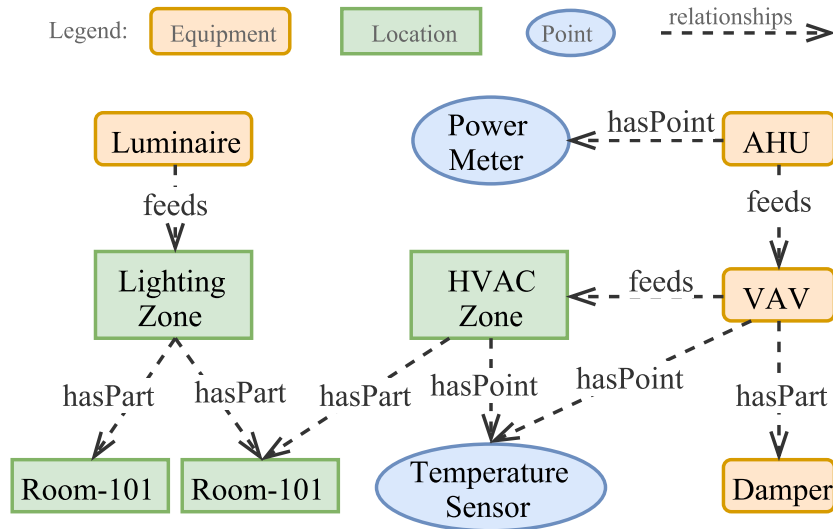 Legend:
Equipment
Location
Point
relationships
Luminaire
Power
Meter
hasPoint
AHU
feeds
feeds
Lighting
Zone
HVAC
Zone
feeds
VAV
hasPart
hasPart
hasPart
hasPoint
hasPoint
hasPart
Room-101
Room-101
Temperature
Sensor
Damper